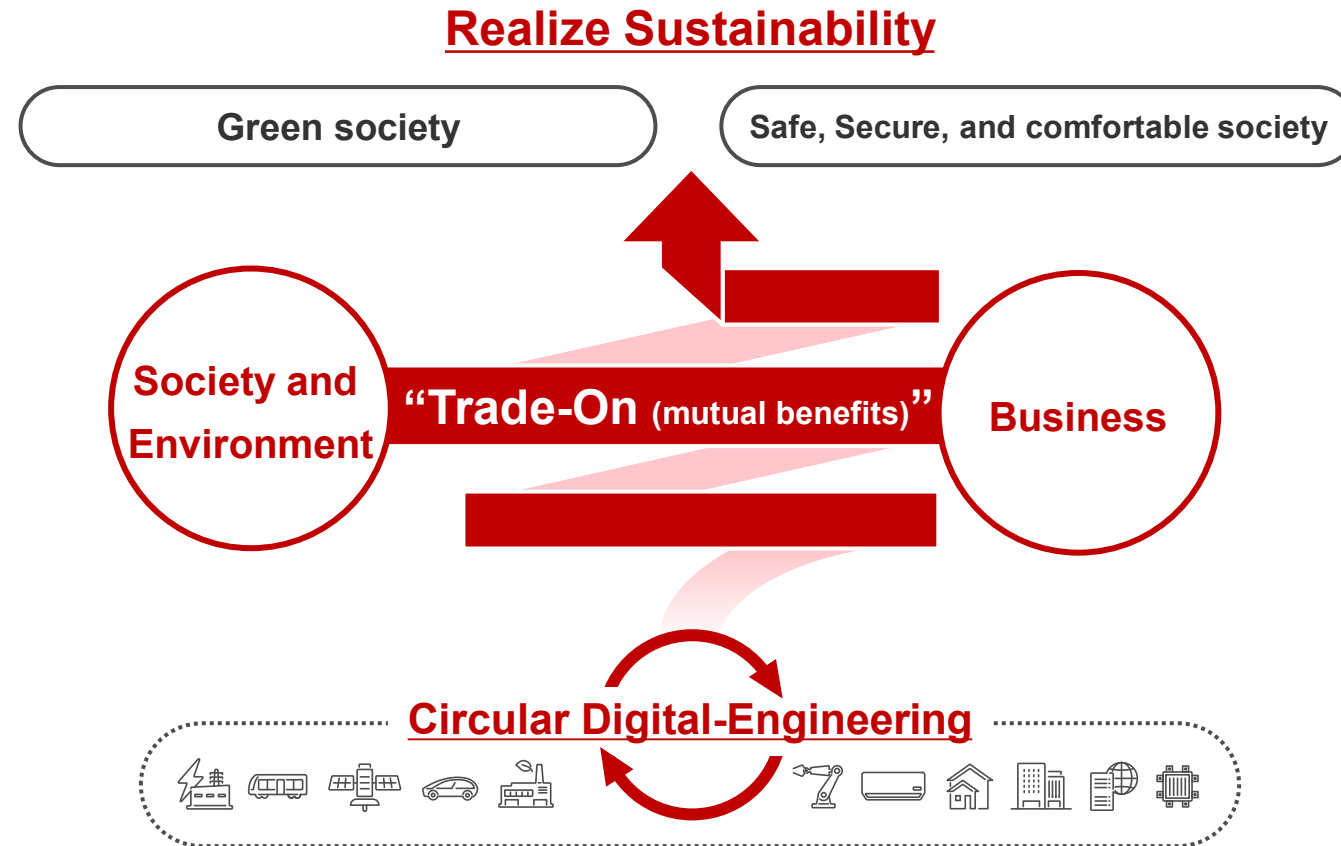 Realize Sustainability
Green society
Safe, Secure, and comfortable society
Society and
Environment
“Trade-On (mutual benefits)”
Business
Circular Digital-Engineering